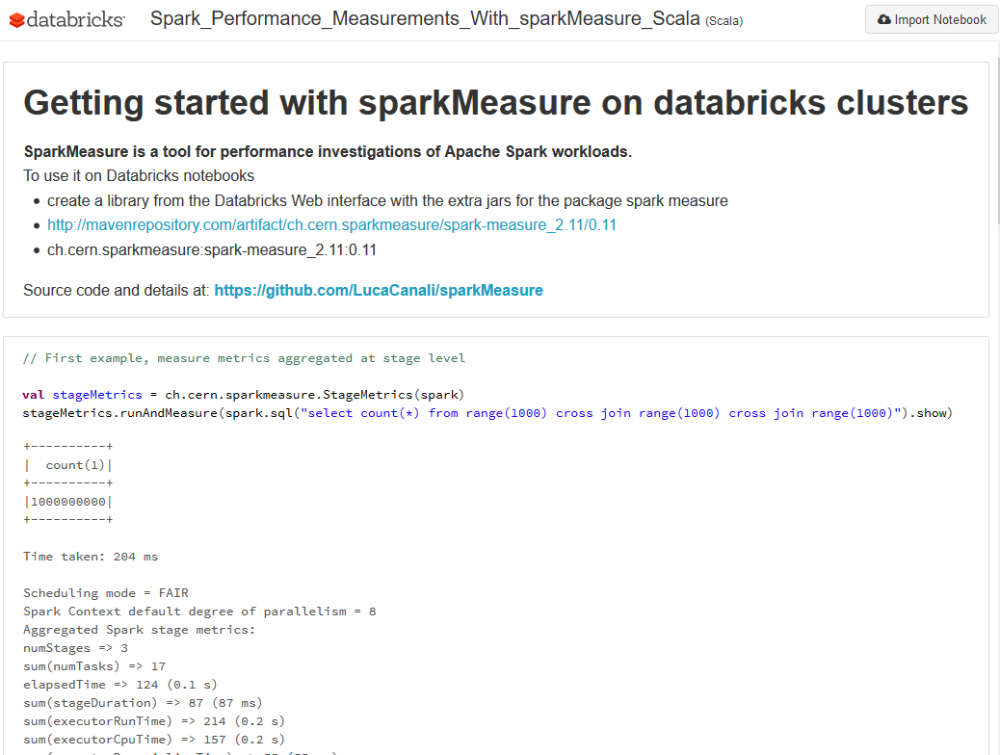 databricks Spark_Performance_Measurements_With_sparkMeasure_Scala (Scala) Import Notebook
Getting started with sparkMeasure on databricks clusters
SparkMeasure is a tool for performance investigations of Apache Spark workloads.
To use it on Databricks notebooks
• create a library from the Databricks Web interface with the extra jars for the package spark measure
• http://mavenrepository.com/artifact/ch.cern.sparkmeasure/spark-measure_2.11/0.11
• ch.cern.sparkmeasure:spark-measure_2.11:0.11
Source code and details at: https://github.com/LucaCanali/sparkMeasure
// First example, measure metrics aggregated at stage level
val stageMetrics = ch.cern.sparkmeasure.StageMetrics(spark)
stageMetrics.runAndMeasure(spark.sql("select count(*) from range(1000) cross join range(1000) cross join range(1000)").show)
+----------+
|  count(1)|
+----------+
|1000000000|
+----------+
Time taken: 204 ms
Scheduling mode = FAIR
Spark Context default degree of parallelism = 8
Aggregated Spark stage metrics:
numStages => 3
sum(numTasks) => 17
elapsedTime => 124 (0.1 s)
sum(stageDuration) => 87 (87 ms)
sum(executorRunTime) => 214 (0.2 s)
sum(executorCpuTime) => 157 (0.2 s)